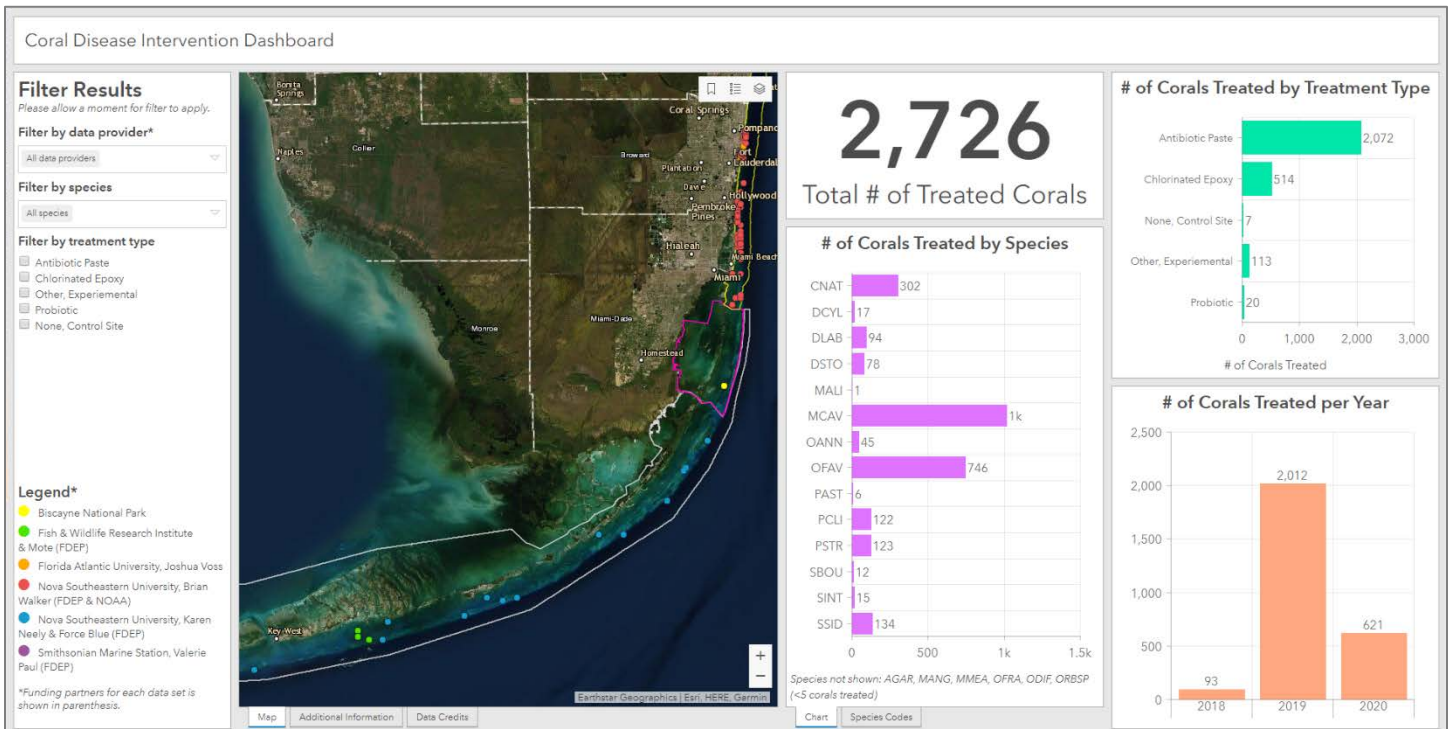 Coral Disease Intervention Dashboard
Filter Results
Please allow a moment for filter to apply.
Filter by data provider*
All data providers
Filter by species
All species
Filter by treatment type
Antibiotic Paste
Chlorinated Epoxy
Other, Experiemental
Probiotic
None, Control Site
Legend*
Biscayne National Park
Fish & Wildlife Research Institute
& Mote (FDEP)
Florida Atlantic University, Joshua Voss
Nova Southeastern University, Brian
Walker (FDEP & NOAA)
Nova Southeastern University, Karen
Neely & Force Blue (FDEP)
Smithsonian Marine Station, Valerie
Paul (FDEP)
*Funding partners for each data set is
shown in parenthesis.
Bonita
Springs
Coral Springs
Pompano
Naples
Collier
Broward
Fort
Lauderdal
Plantation
Davie
Hollywood
Pembroke
Pines
Hialeah
Miami Beach
Miami
Monroe
Miami-Dade
Homestead
Key West
+
−
Earthstar Geographics | Esri, HERE, Garmin
Map
Additional Information
Data Credits
2,726
Total # of Treated Corals
# of Corals Treated by Species
CNAT 302
DCYL 17
DLAB 94
DSTO 78
MALI 1
MCAV 1k
OANN 45
OFAV 746
PAST 6
PCLI 122
PSTR 123
SBOU 12
SINT 15
SSID 134
0 500 1k 1.5k
Species not shown: AGAR, MANG, MMEA, OFRA, ODIF, ORBSP
(<5 corals treated)
Chart
Species Codes
# of Corals Treated by Treatment Type
Antibiotic Paste 2,072
Chlorinated Epoxy 514
None, Control Site 7
Other, Experiemental 113
Probiotic 20
0 1,000 2,000 3,000
# of Corals Treated
# of Corals Treated per Year
2,500
2,000
1,500
1,000
500
0
93
2,012
621
2018 2019 2020